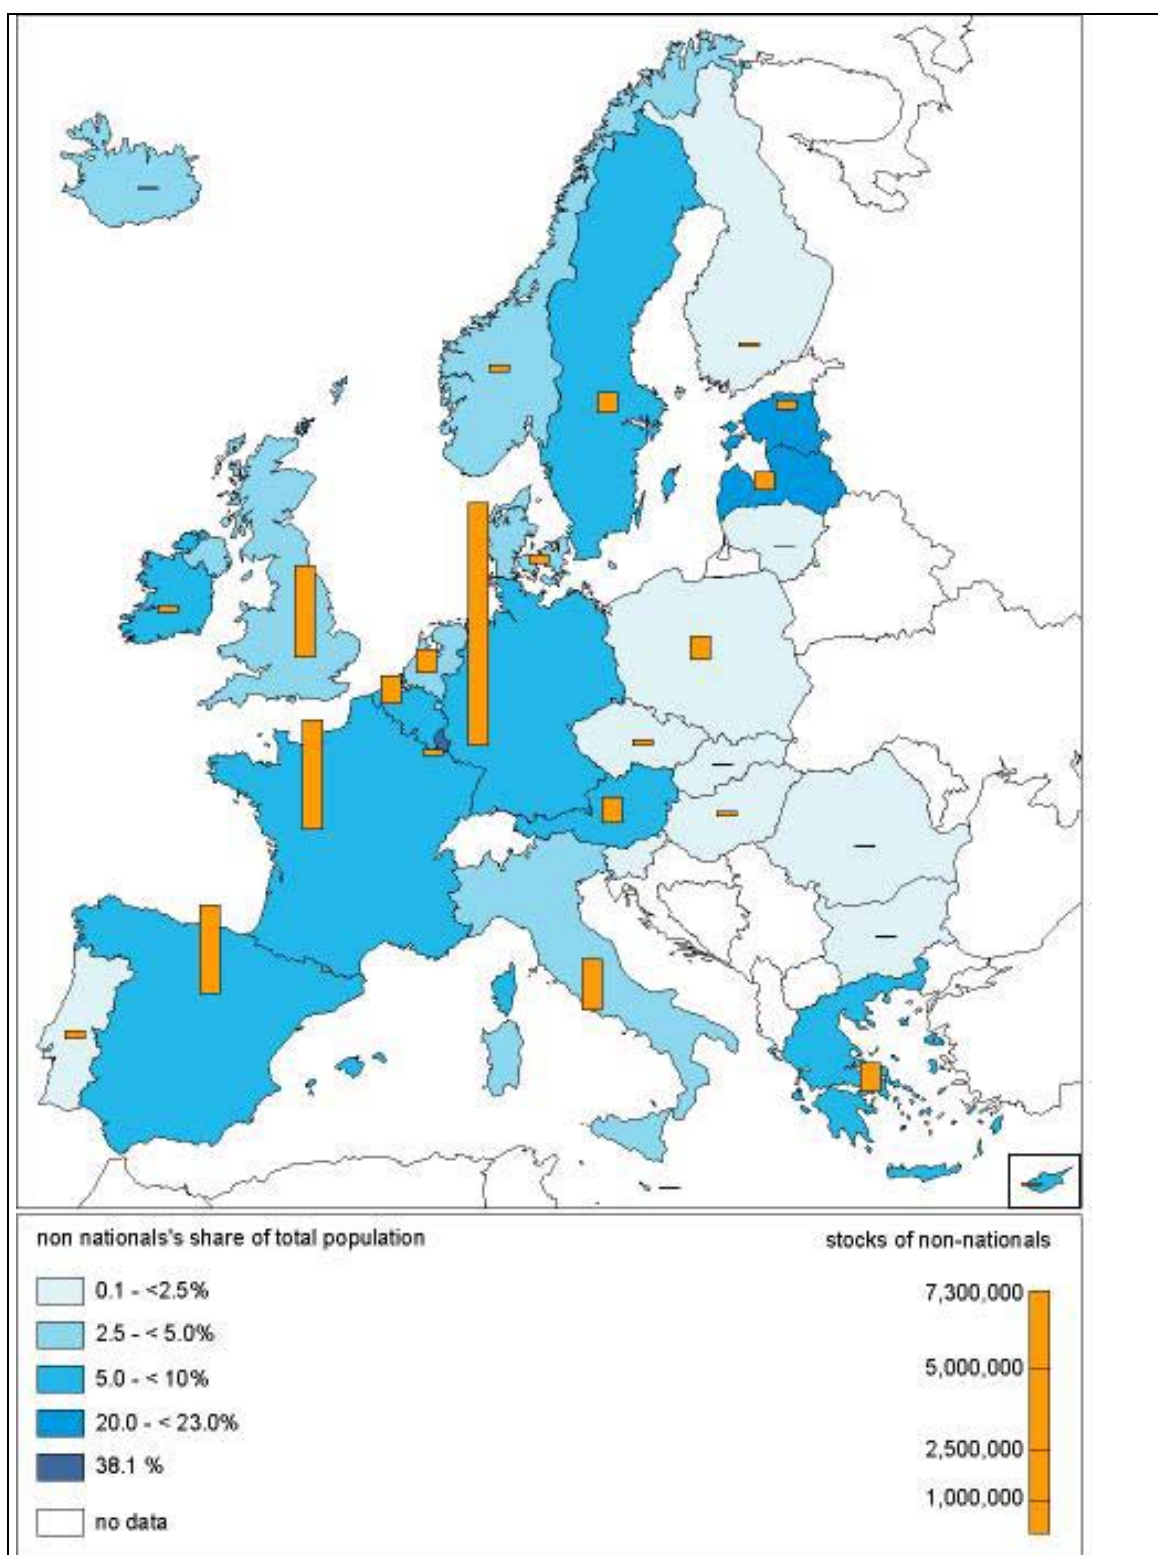 non nationals's share of total population
0.1 - <2.5%
2.5 - < 5.0%
5.0 - < 10%
20.0 - < 23.0%
38.1 %
no data
stocks of non-nationals
7,300,000
5,000,000
2,500,000
1,000,000